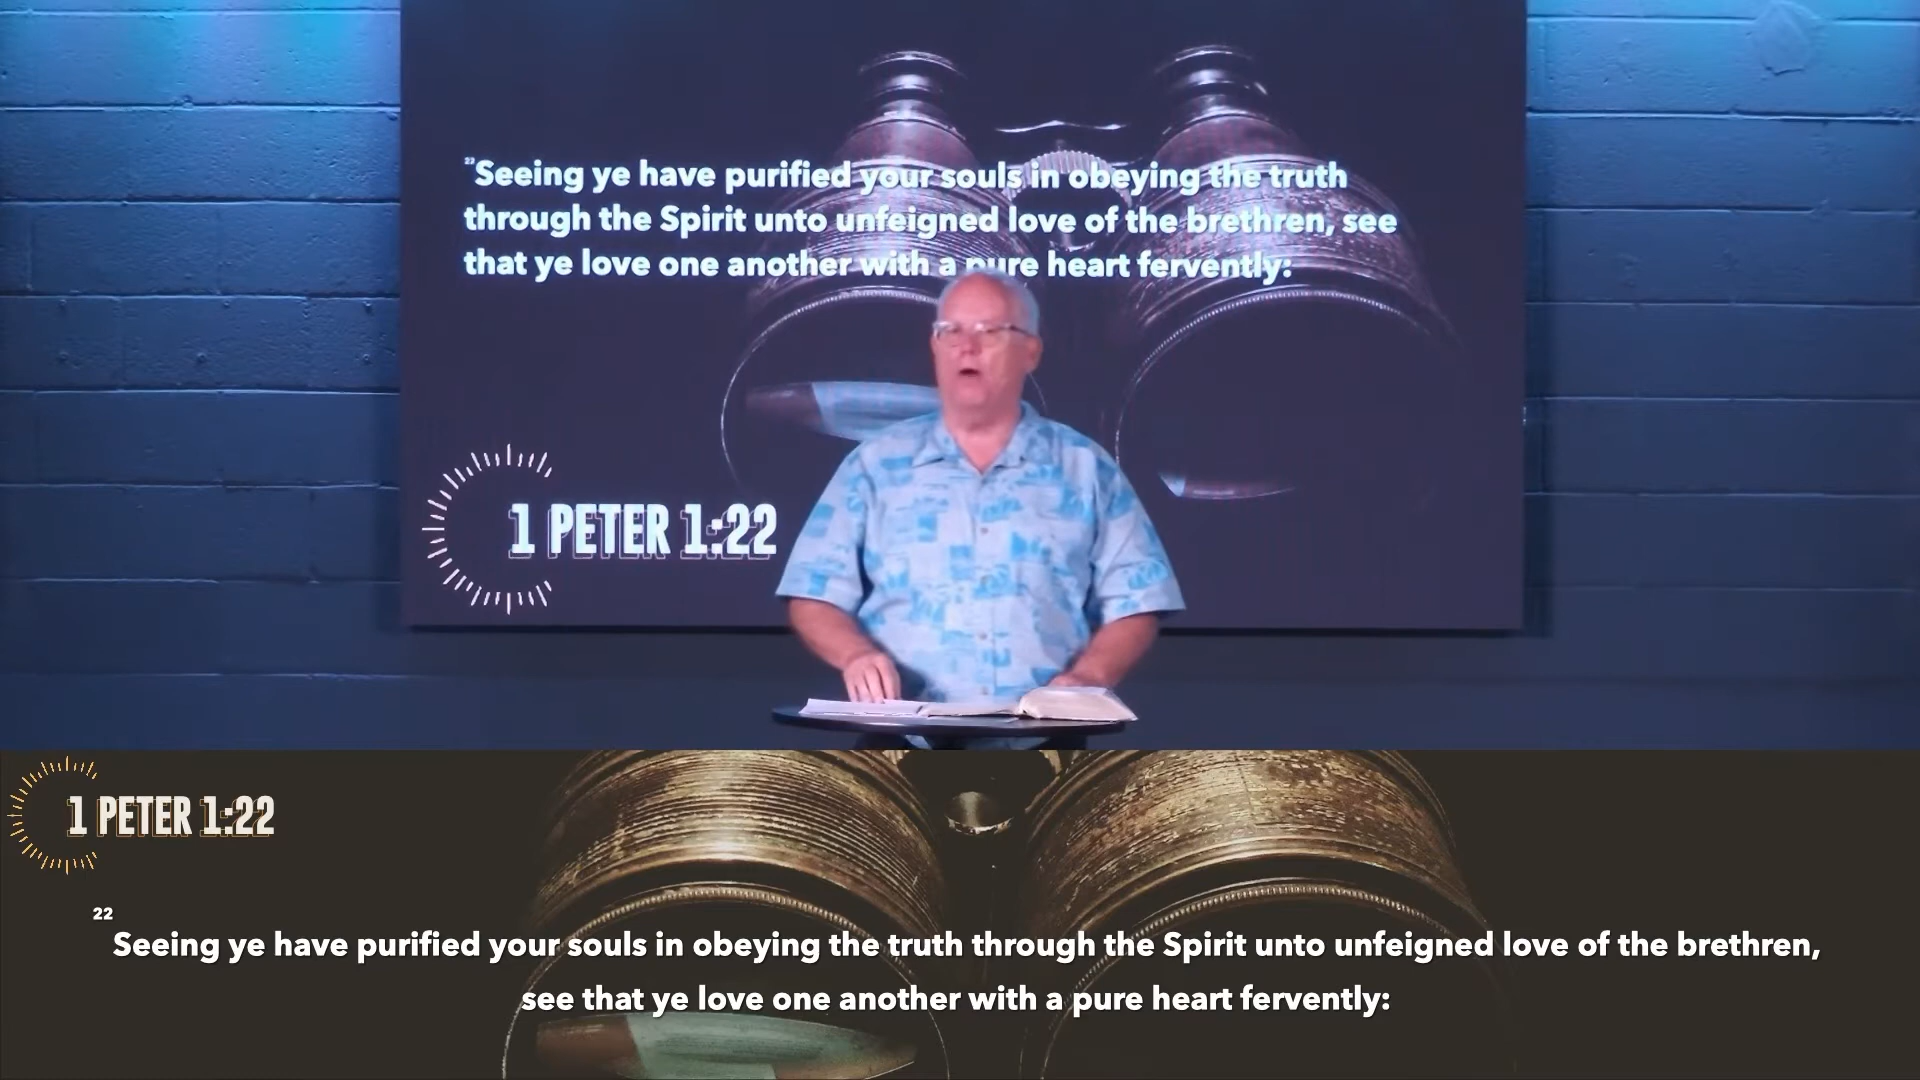 22Seeing ye have purified your souls in obeying the truth
through the Spirit unto unfeigned love of the brethren, see
that ye love one another with a pure heart fervently:
1 PETER 1:22
1 PETER 1:22
22
Seeing ye have purified your souls in obeying the truth through the Spirit unto unfeigned love of the brethren,
see that ye love one another with a pure heart fervently: